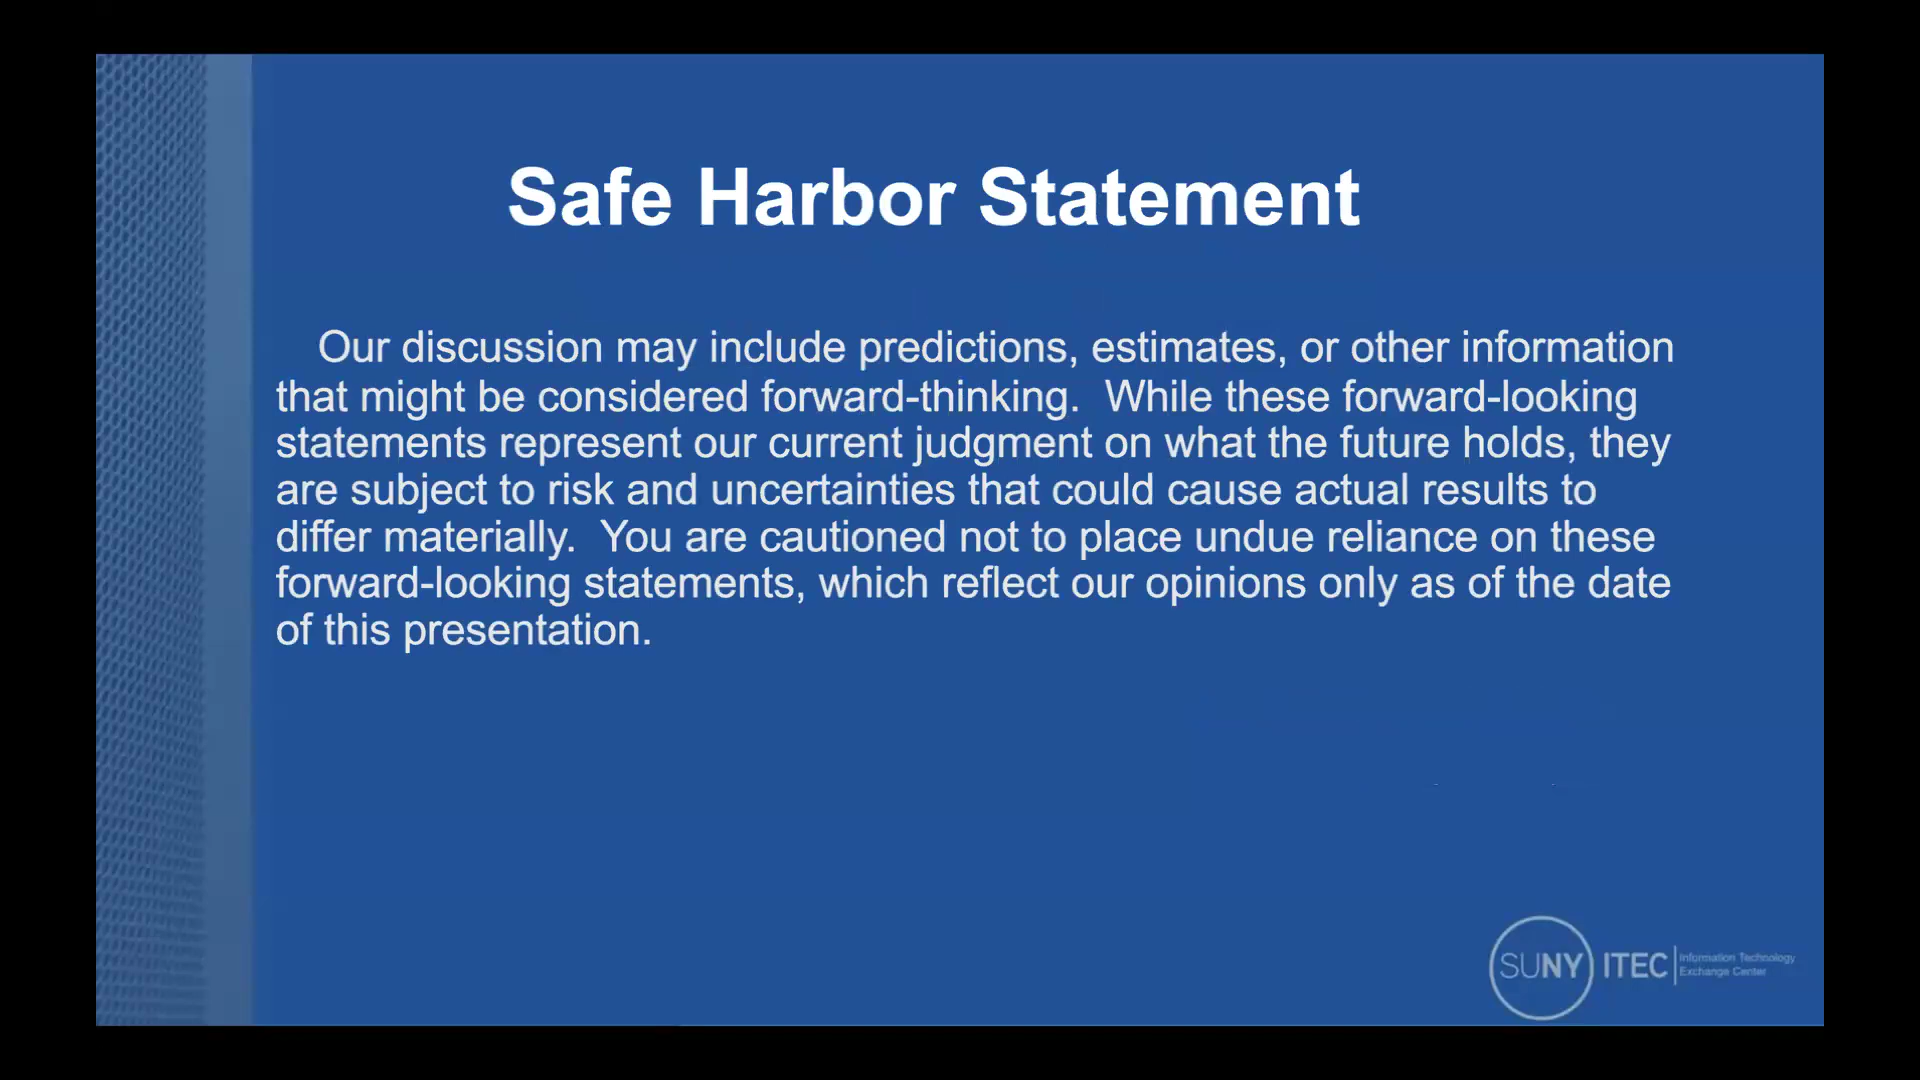 Safe Harbor Statement
Our discussion may include predictions, estimates, or other information
that might be considered forward-thinking.  While these forward-looking
statements represent our current judgment on what the future holds, they
are subject to risk and uncertainties that could cause actual results to
differ materially.  You are cautioned not to place undue reliance on these
forward-looking statements, which reflect our opinions only as of the date
of this presentation.
SUNY ITEC
Information Technology
Exchange Center